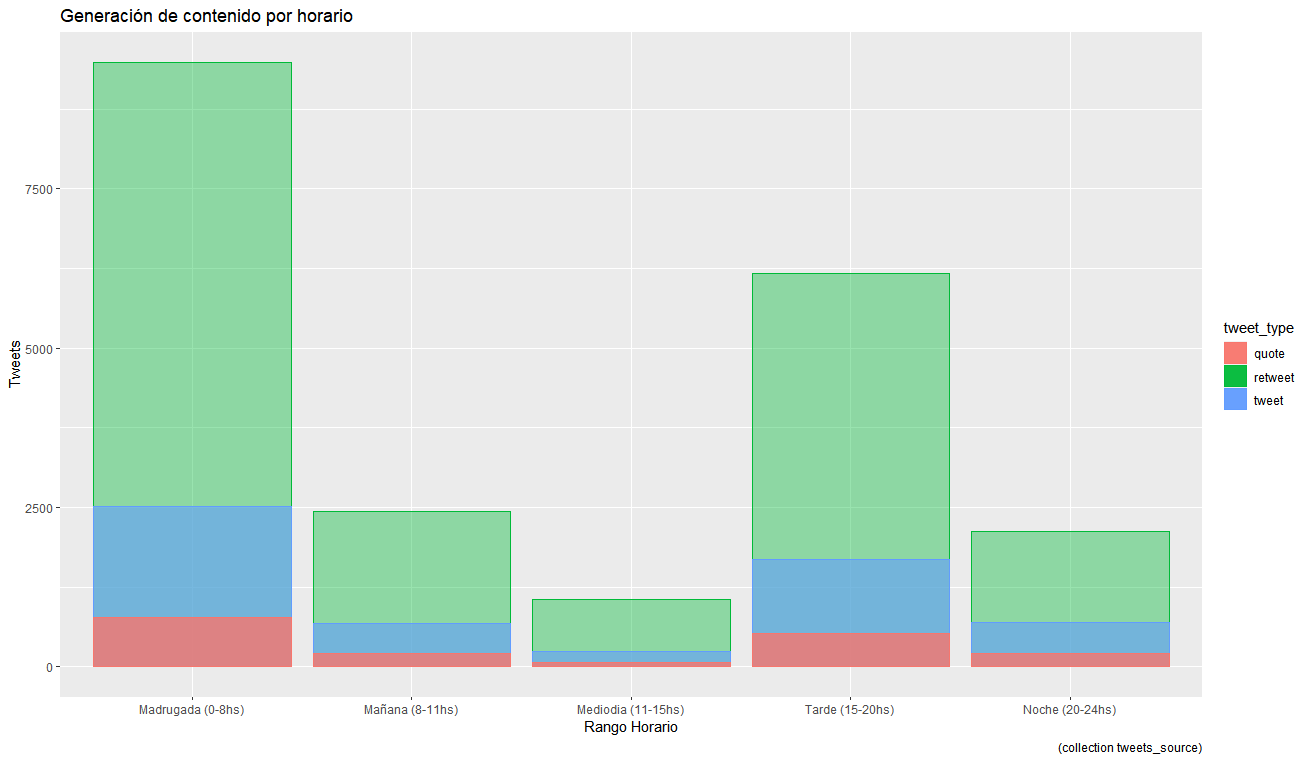 Generación de contenido por horario
Tweets
7500
5000
2500
0
Madrugada (0-8hs)
Mañana (8-11hs)
Mediodia (11-15hs)
Tarde (15-20hs)
Noche (20-24hs)
Rango Horario
(collection tweets_source)
tweet_type
quote
retweet
tweet